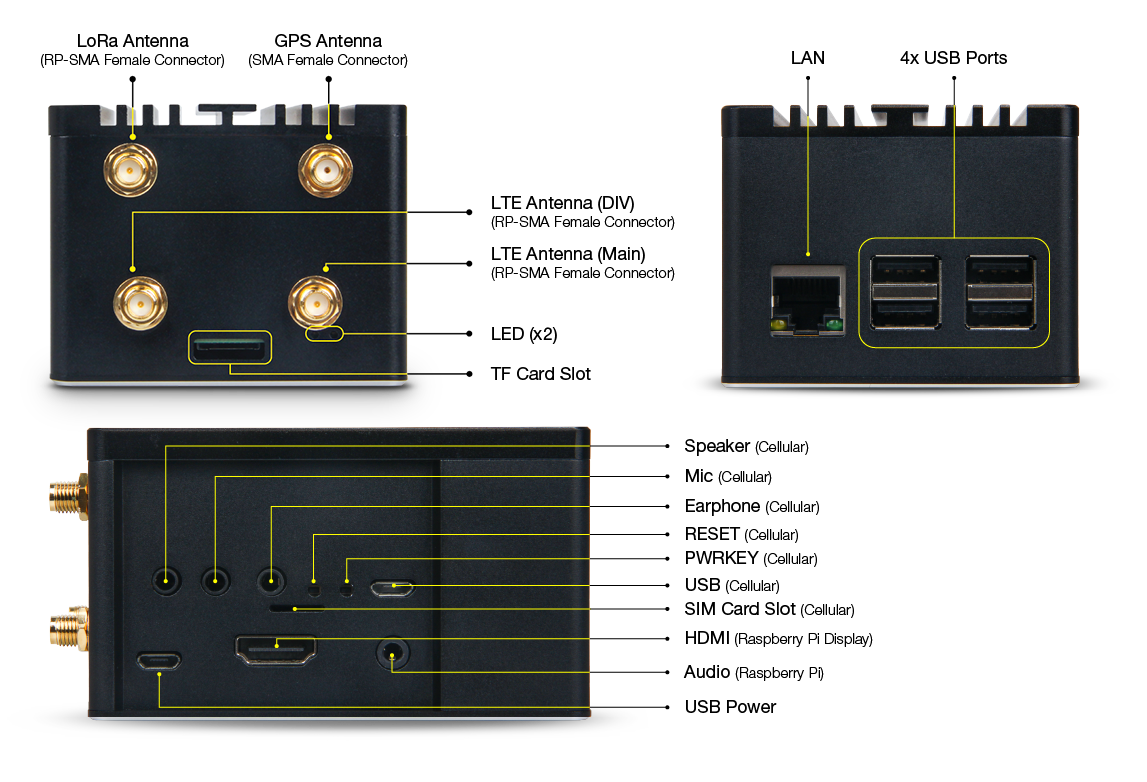 LoRa Antenna
(RP-SMA Female Connector)
GPS Antenna
(SMA Female Connector)
LTE Antenna (DIV)
(RP-SMA Female Connector)
LTE Antenna (Main)
(RP-SMA Female Connector)
LED (x2)
TF Card Slot
LAN
4x USB Ports
Speaker (Cellular)
Mic (Cellular)
Earphone (Cellular)
RESET (Cellular)
PWRKEY (Cellular)
USB (Cellular)
SIM Card Slot (Cellular)
HDMI (Raspberry Pi Display)
Audio (Raspberry Pi)
USB Power